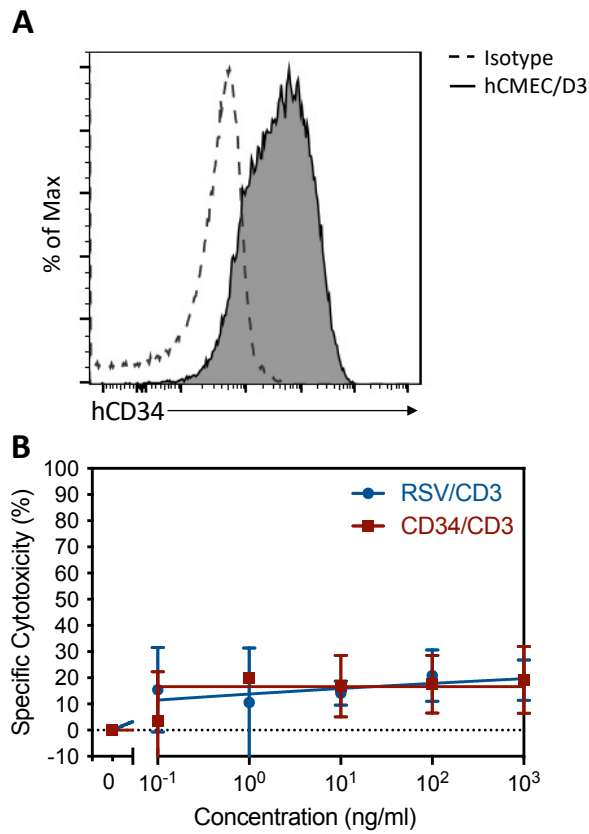 A
Isotype
hCMEC/D3
% of Max
hCD34
B
Specific Cytotoxicity (%)
100
90
80
70
60
50
40
30
20
10
0
-10
RSV/CD3
CD34/CD3
0 10⁻¹ 10⁰ 10¹ 10² 10³
Concentration (ng/ml)